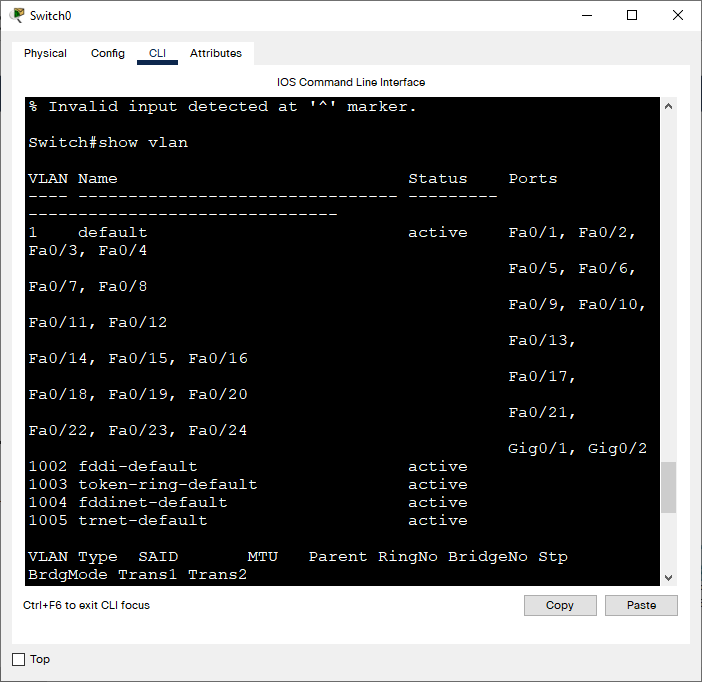 Switch0
Physical Config CLI Attributes
IOS Command Line Interface
% Invalid input detected at '^' marker.
Switch#show vlan
VLAN Name Status Ports
---- -------------------------------- ---------
-------------------------------
1 default active Fa0/1, Fa0/2,
Fa0/3, Fa0/4
Fa0/5, Fa0/6,
Fa0/7, Fa0/8
Fa0/9, Fa0/10,
Fa0/11, Fa0/12
Fa0/13,
Fa0/14, Fa0/15, Fa0/16
Fa0/17,
Fa0/18, Fa0/19, Fa0/20
Fa0/21,
Fa0/22, Fa0/23, Fa0/24
Gig0/1, Gig0/2
1002 fddi-default active
1003 token-ring-default active
1004 fddinet-default active
1005 trnet-default active
VLAN Type SAID MTU Parent RingNo BridgeNo Stp
BrdgMode Trans1 Trans2
Ctrl+F6 to exit CLI focus Copy Paste
Top